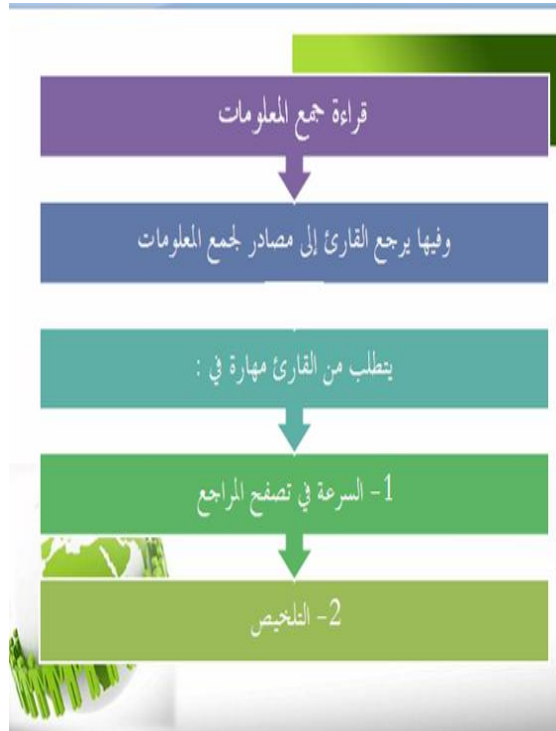 قراءة جمع المعلومات
وفيها يرجع القارئ إلى مصادر لجمع المعلومات
يتطلب من القارئ مهارة في :
1- السرعة في تصفح المراجع
2- التلخيص